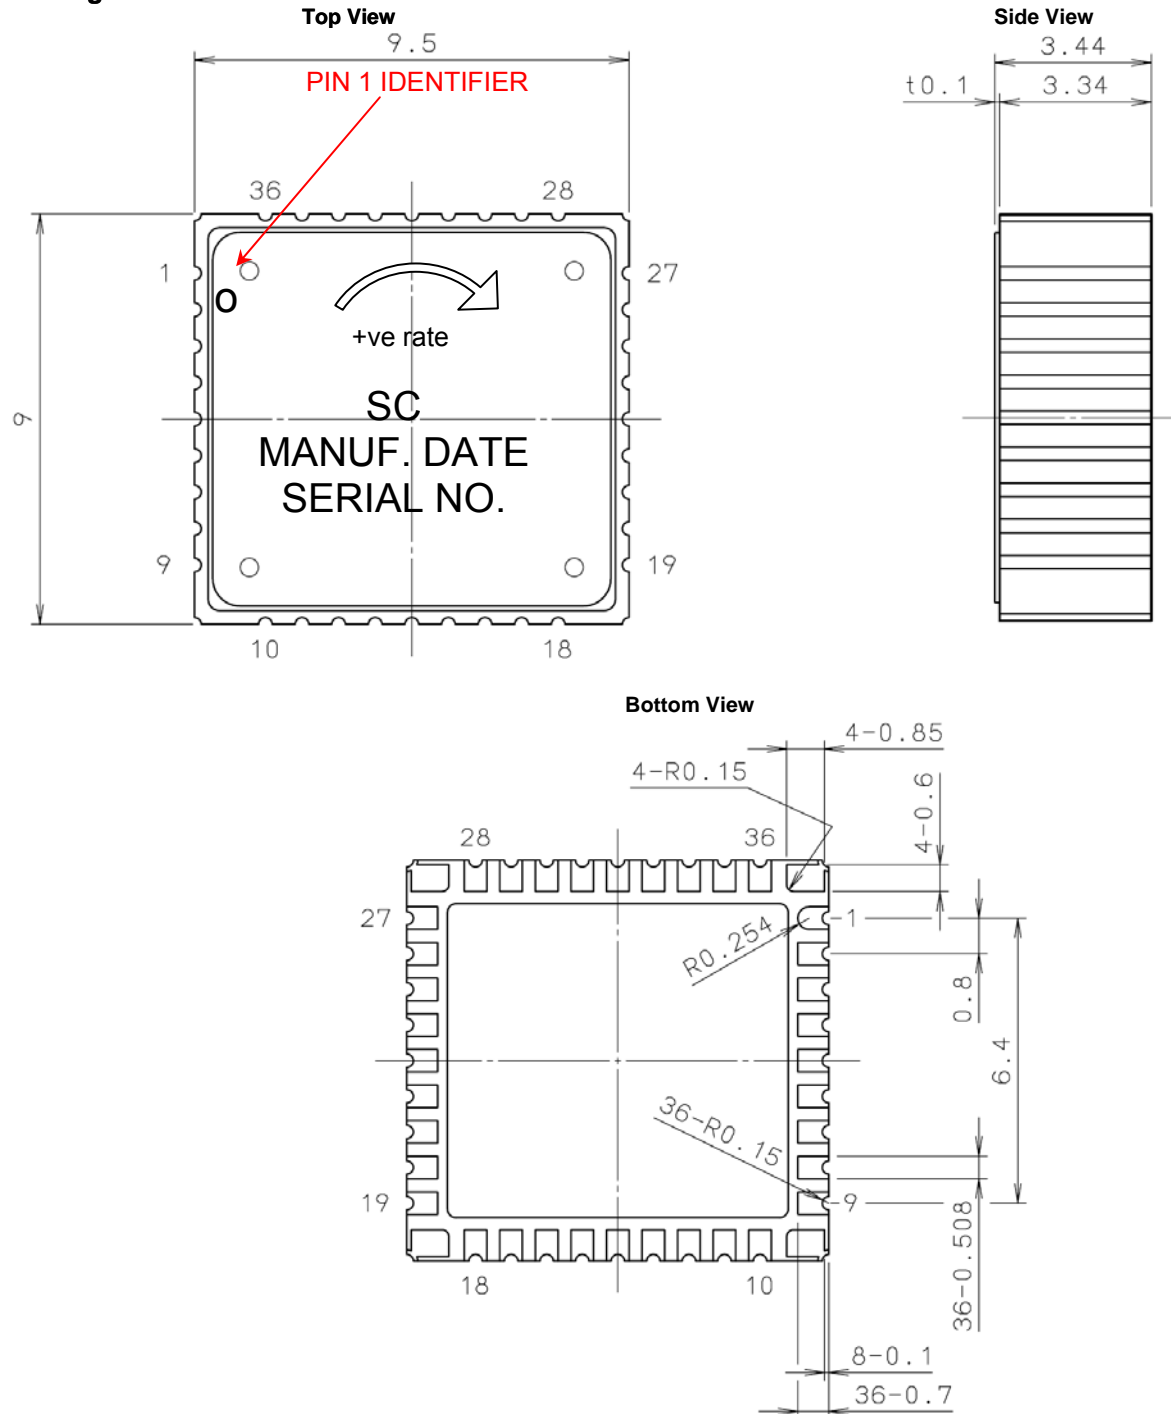 Top View
Side View
9.5
3.44
PIN 1 IDENTIFIER
t0.1
3.34
36
28
1
27
O
+ve rate
9
SC
MANUF. DATE
SERIAL NO.
9
19
10
18
Bottom View
4-0.85
4-R0.15
4-0.6
28
36
27
1
R0.254
0.8
6.4
36-R0.15
19
9
36-0.508
18
10
8-0.1
36-0.7